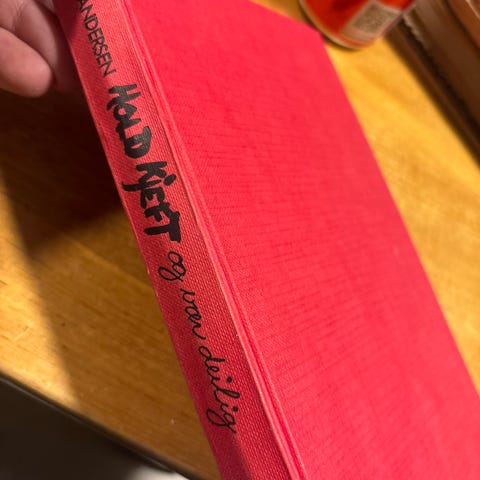 ANDERSEN
HOLD KJEFT og vær deilig